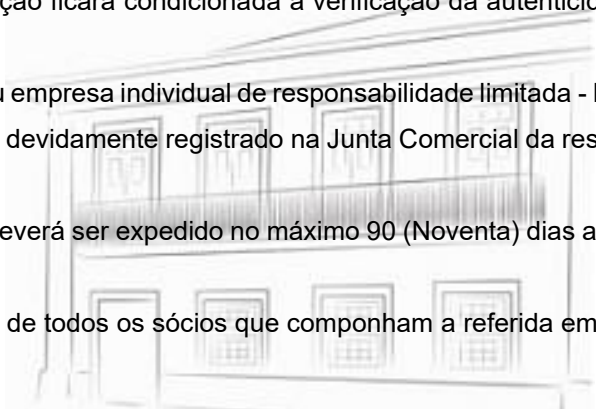 ção ficará condicionada à verificação da autenticid
empresa individual de responsabilidade limitada -
devidamente registrado na Junta Comercial da res
everá ser expedido no máximo 90 (Noventa) dias a
de todos os sócios que componham a referida em